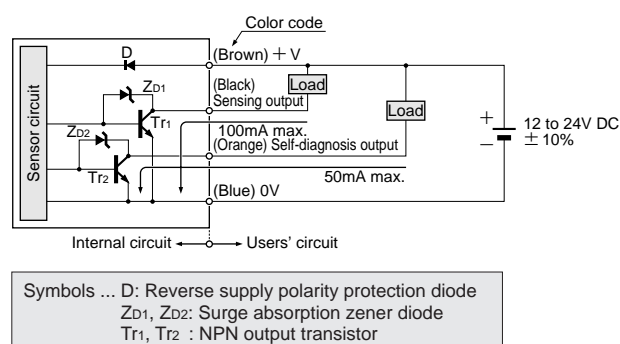 Color code
D
(Brown) + V
ZD1
(Black)
Sensing output
Load
Load
Sensor circuit
Tr1
ZD2
100mA max.
+
12 to 24V DC
− ± 10%
(Orange) Self-diagnosis output
Tr2
50mA max.
(Blue) 0V
Internal circuit Users' circuit
Symbols ... D: Reverse supply polarity protection diode
ZD1, ZD2: Surge absorption zener diode
Tr1, Tr2 : NPN output transistor